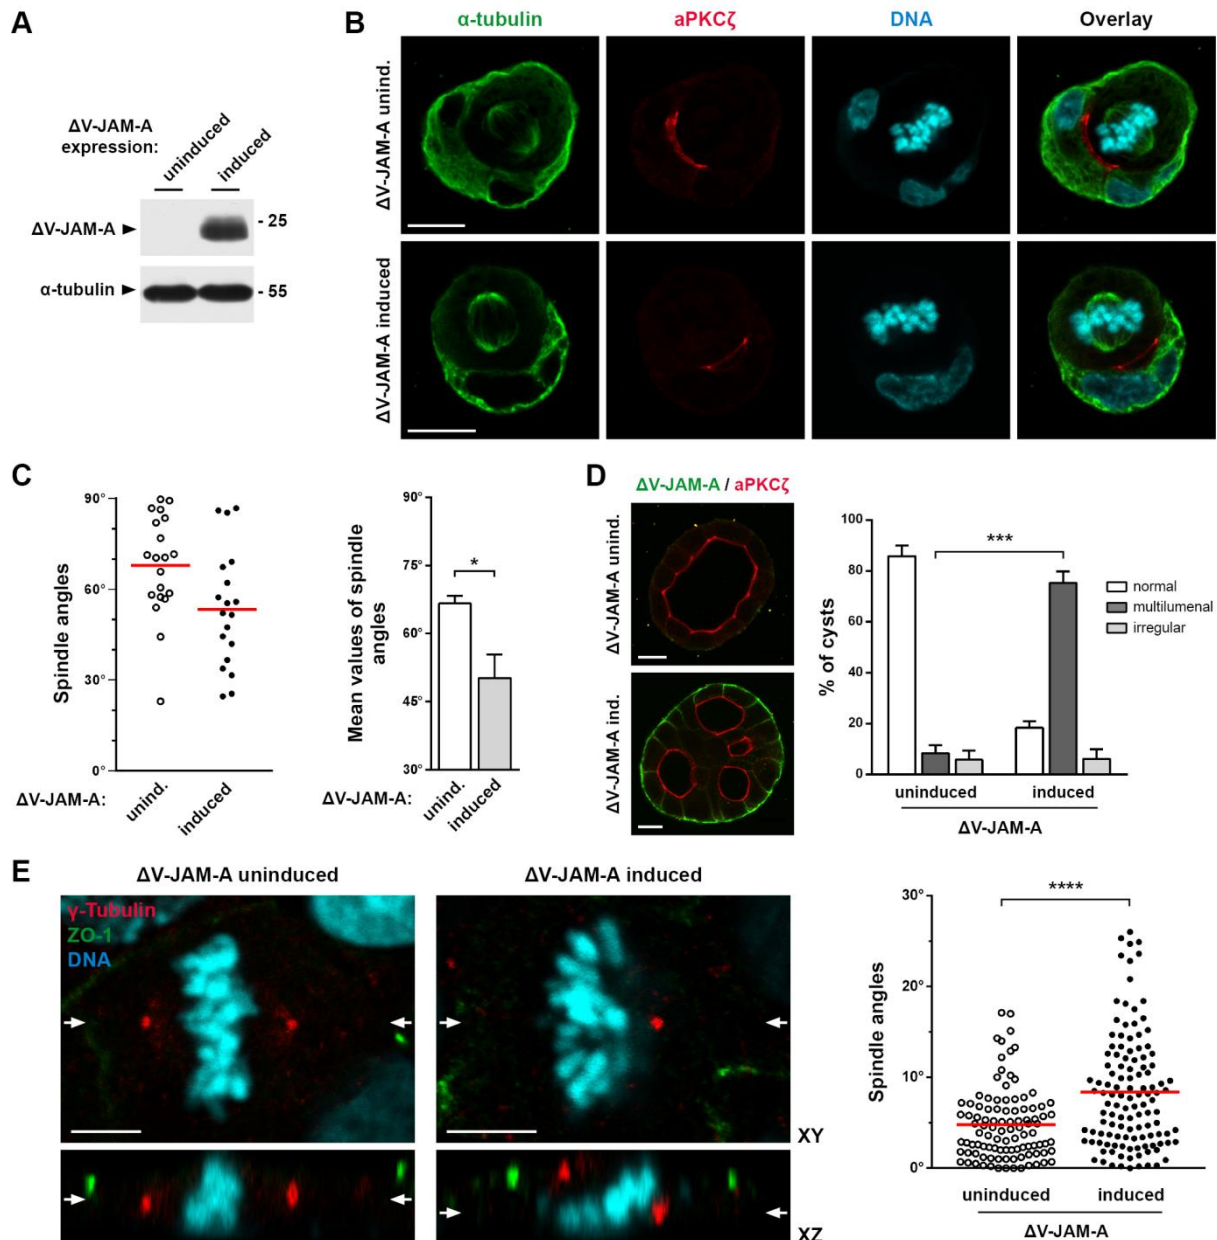 A
ΔV-JAM-A
expression:
uninduced
induced
ΔV-JAM-A
- 25
α-tubulin
- 55
B
α-tubulin
aPKCζ
DNA
Overlay
ΔV-JAM-A unind.
ΔV-JAM-A induced
C
Spindle angles
90°
60°
30°
0°
ΔV-JAM-A:
unind.
induced
Mean values of spindle
angles
90°
75°
60°
45°
30°
*
ΔV-JAM-A:
unind.
induced
D
ΔV-JAM-A / aPKCζ
ΔV-JAM-A unind.
ΔV-JAM-A ind.
% of cysts
100
80
60
40
20
0
***
normal
multilumenal
irregular
uninduced
induced
ΔV-JAM-A
E
ΔV-JAM-A uninduced
ΔV-JAM-A induced
γ-Tubulin
ZO-1
DNA
XY
XZ
Spindle angles
30°
20°
10°
0°
****
uninduced
induced
ΔV-JAM-A